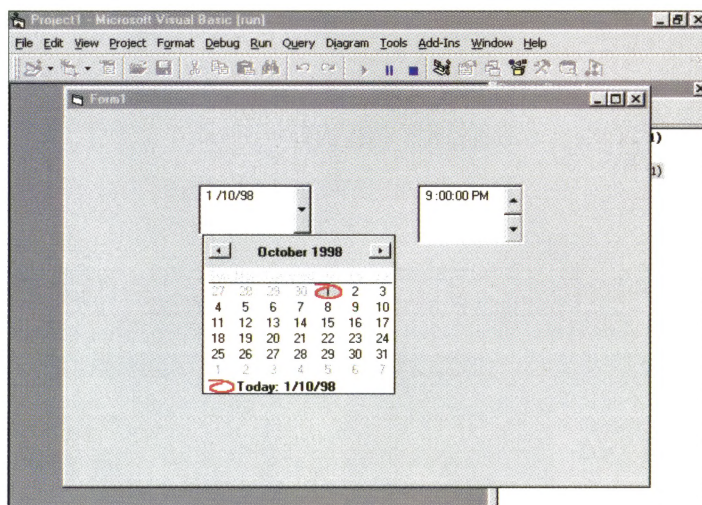 Project1 - Microsoft Visual Basic [run]
File Edit View Project Format Debug Run Query Diagram Tools Add-Ins Window Help
Form1
1)
1)
1 /10/98
9 :00:00 PM
October 1998
27 28 29 30 1 2 3
4 5 6 7 8 9 10
11 12 13 14 15 16 17
18 19 20 21 22 23 24
25 26 27 28 29 30 31
1 2 3 4 5 6 7
Today: 1/10/98